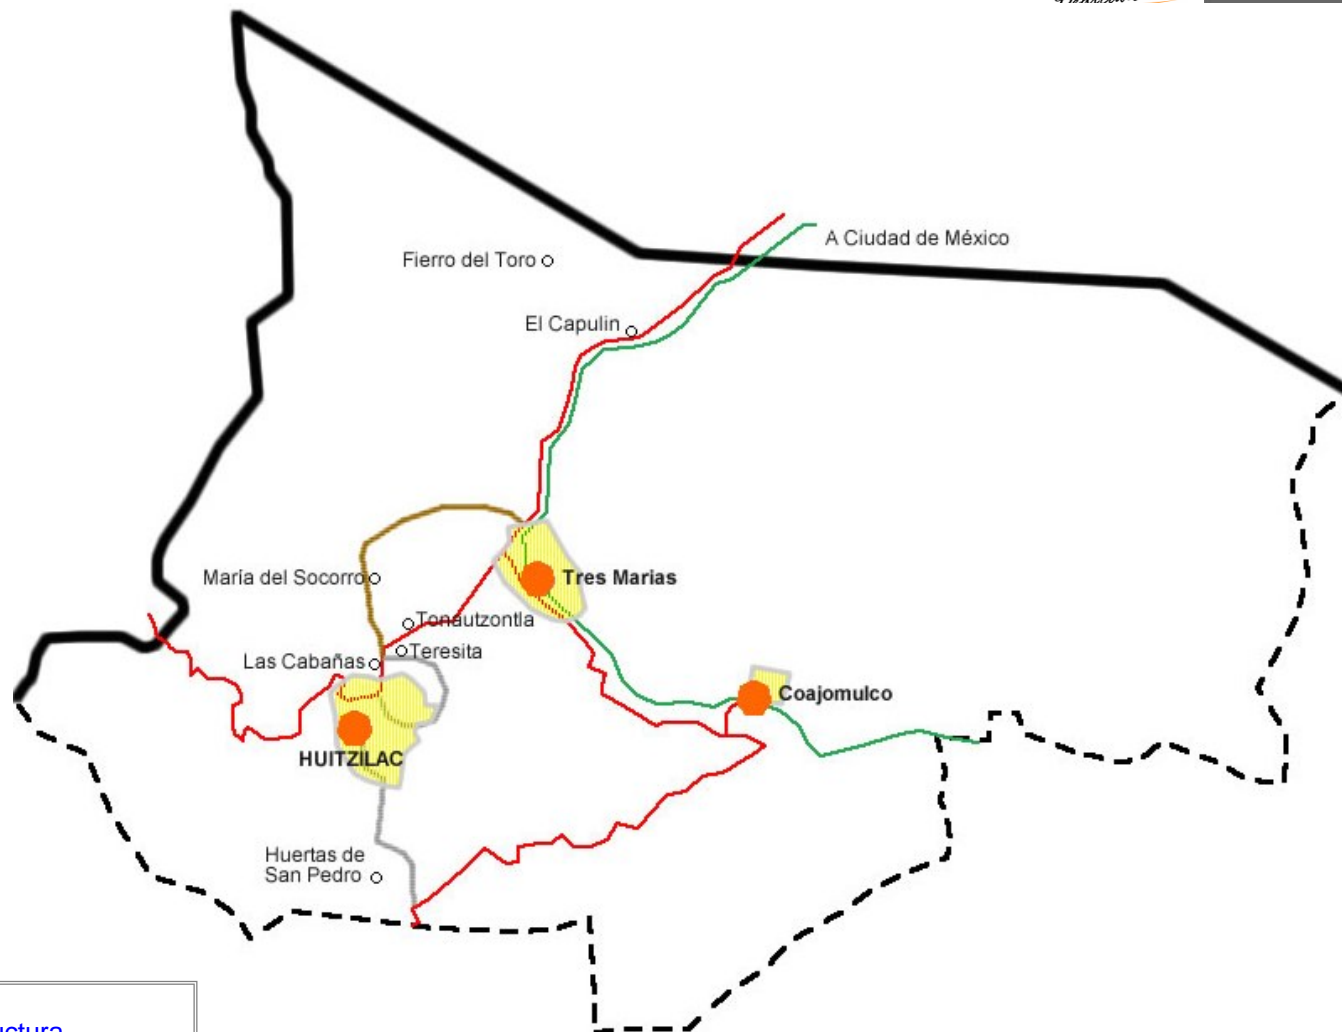 A Ciudad de México
Fierro del Toro
El Capulin
María del Socorro
Tres Marias
Tonautzontla
Teresita
Las Cabañas
Coajomulco
HUITZILAC
Huertas de
San Pedro